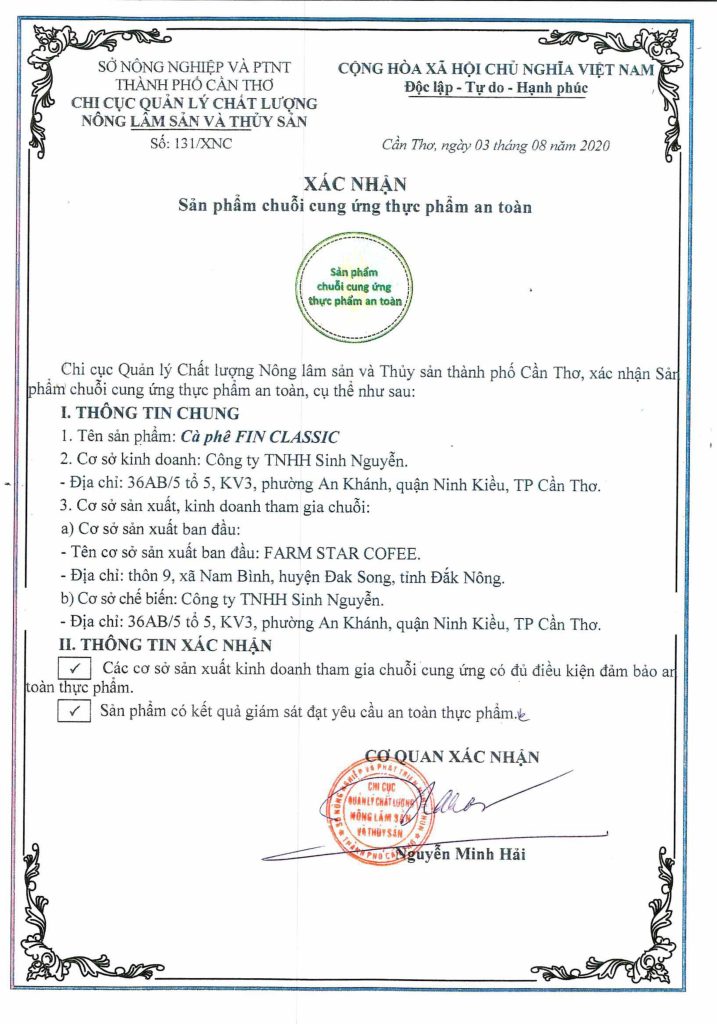 SỞ NÔNG NGHIỆP VÀ PTNT
THÀNH PHỐ CẦN THƠ
CHI CỤC QUẢN LÝ CHẤT LƯỢNG
NÔNG LÂM SẢN VÀ THỦY SẢN
Số: 131/XNC
CỘNG HÒA XÃ HỘI CHỦ NGHĨA VIỆT NAM
Độc lập - Tự do - Hạnh phúc
Cần Thơ, ngày 03 tháng 08 năm 2020
XÁC NHẬN
Sản phẩm chuỗi cung ứng thực phẩm an toàn
Sản phẩm
chuỗi cung ứng
thực phẩm an toàn
Chi cục Quản lý Chất lượng Nông lâm sản và Thủy sản thành phố Cần Thơ, xác nhận Sản
phẩm chuỗi cung ứng thực phẩm an toàn, cụ thể như sau:
I. THÔNG TIN CHUNG
1. Tên sản phẩm: Cà phê FIN CLASSIC
2. Cơ sở kinh doanh: Công ty TNHH Sinh Nguyễn.
- Địa chỉ: 36AB/5 tổ 5, KV3, phường An Khánh, quận Ninh Kiều, TP Cần Thơ.
3. Cơ sở sản xuất, kinh doanh tham gia chuỗi:
a) Cơ sở sản xuất ban đầu:
- Tên cơ sở sản xuất ban đầu: FARM STAR COFEE.
- Địa chỉ: thôn 9, xã Nam Bình, huyện Đak Song, tỉnh Đắk Nông.
b) Cơ sở chế biến: Công ty TNHH Sinh Nguyễn.
- Địa chỉ: 36AB/5 tổ 5, KV3, phường An Khánh, quận Ninh Kiều, TP Cần Thơ.
II. THÔNG TIN XÁC NHẬN
✓ Các cơ sở sản xuất kinh doanh tham gia chuỗi cung ứng có đủ điều kiện đảm bảo an
toàn thực phẩm.
✓ Sản phẩm có kết quả giám sát đạt yêu cầu an toàn thực phẩm.
CƠ QUAN XÁC NHẬN
CHI CỤC
QUẢN LÝ CHẤT LƯỢNG
NÔNG LÂM SẢN
VÀ THỦY SẢN
Nguyễn Minh Hải